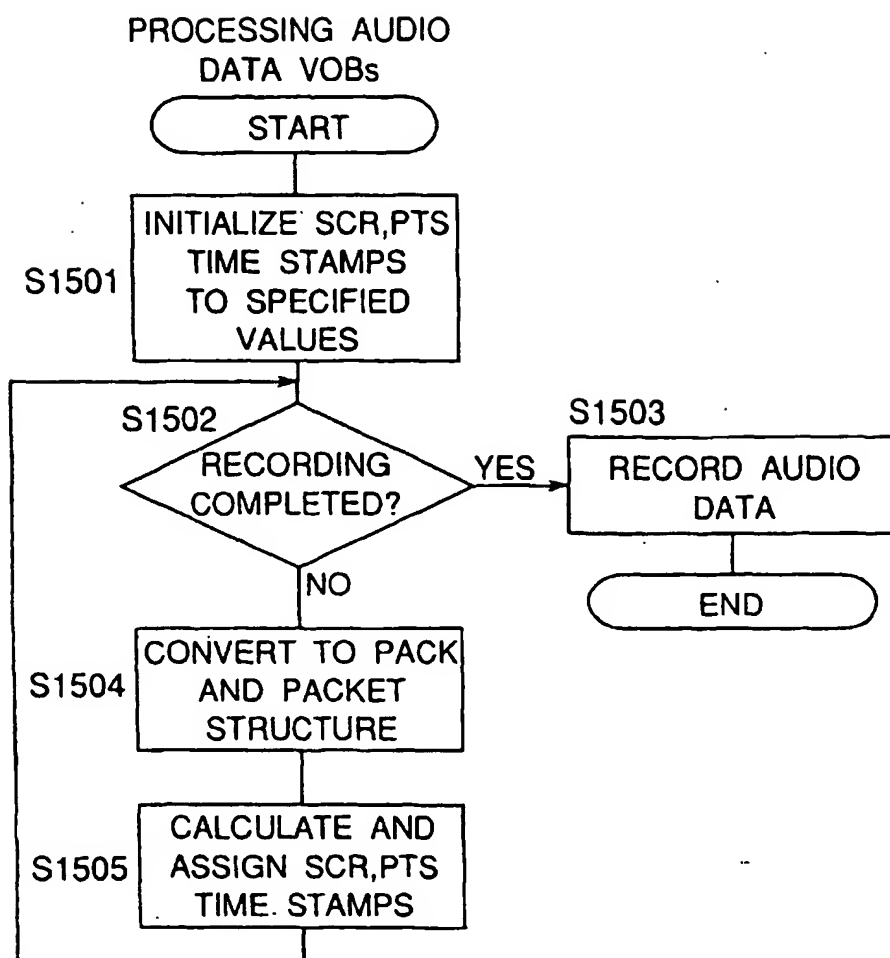 PROCESSING AUDIO
DATA VOBs
START
S1501
INITIALIZE SCR,PTS
TIME STAMPS
TO SPECIFIED
VALUES
S1502
RECORDING
COMPLETED?
YES
S1503
RECORD AUDIO
DATA
END
NO
S1504
CONVERT TO PACK
AND PACKET
STRUCTURE
S1505
CALCULATE AND
ASSIGN SCR,PTS
TIME STAMPS